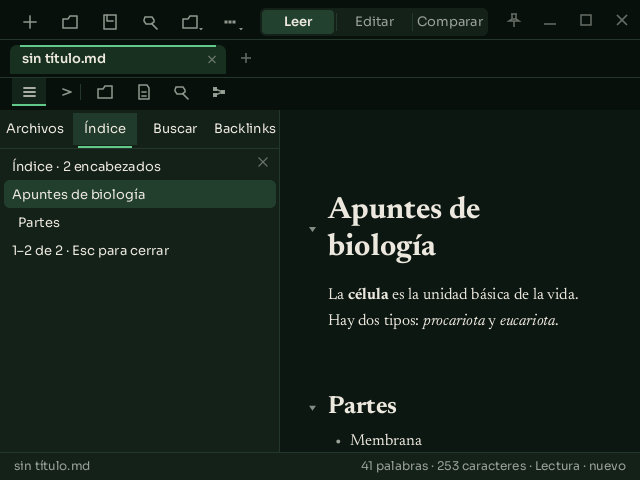 Leer Editar Comparar
sin título.md
Archivos Índice Buscar Backlinks
Índice · 2 encabezados
Apuntes de biología
Partes
1–2 de 2 · Esc para cerrar
Apuntes de
biología
La célula es la unidad básica de la vida.
Hay dos tipos: procariota y eucariota.
Partes
• Membrana
sin título.md
41 palabras · 253 caracteres · Lectura · nuevo